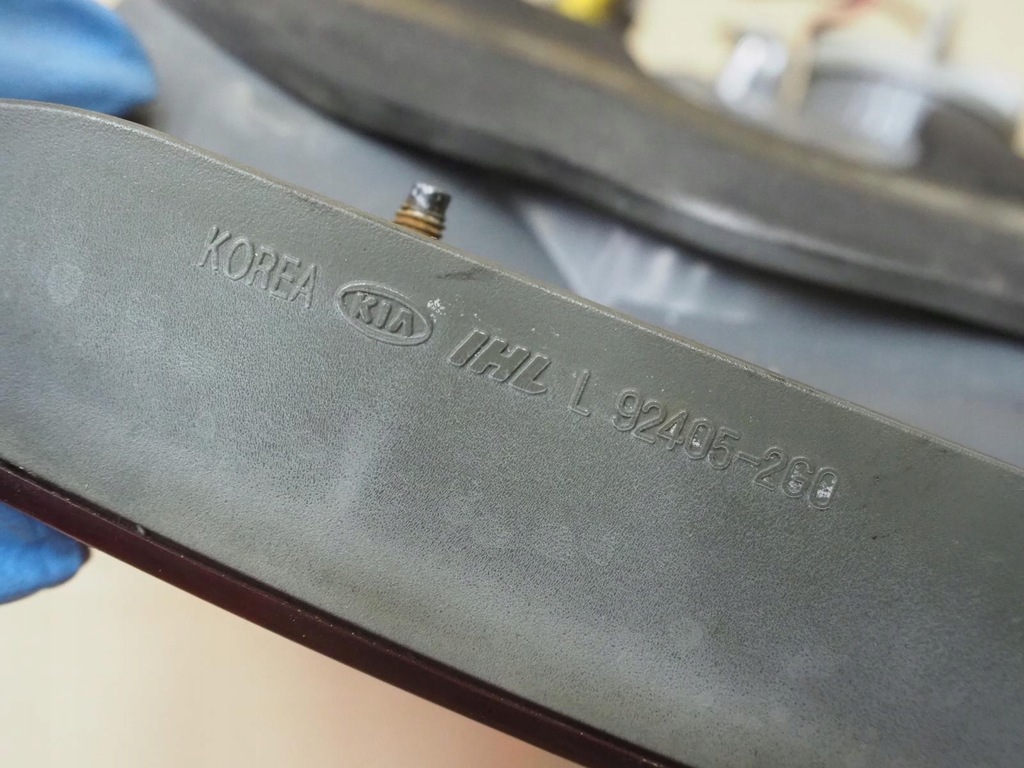 KOREA KIA IHL L 92405-2G0